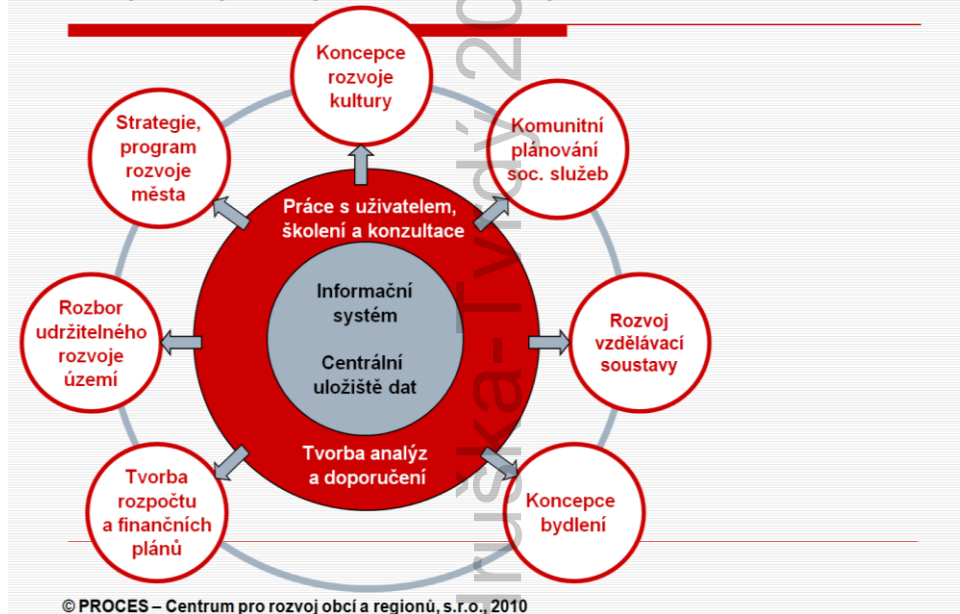 Koncepce
rozvoje
kultury
Strategie,
program
rozvoje
města
Komunitní
plánování
soc. služeb
Práce s uživatelem,
školení a konzultace
Informační
systém
Centrální
uložiště dat
Rozbor
udržitelného
rozvoje
území
Rozvoj
vzdělávací
soustavy
Tvorba analýz
a doporučení
Tvorba
rozpočtu
a finančních
plánů
Koncepce
bydlení
© PROCES – Centrum pro rozvoj obcí a regionů, s.r.o., 2010